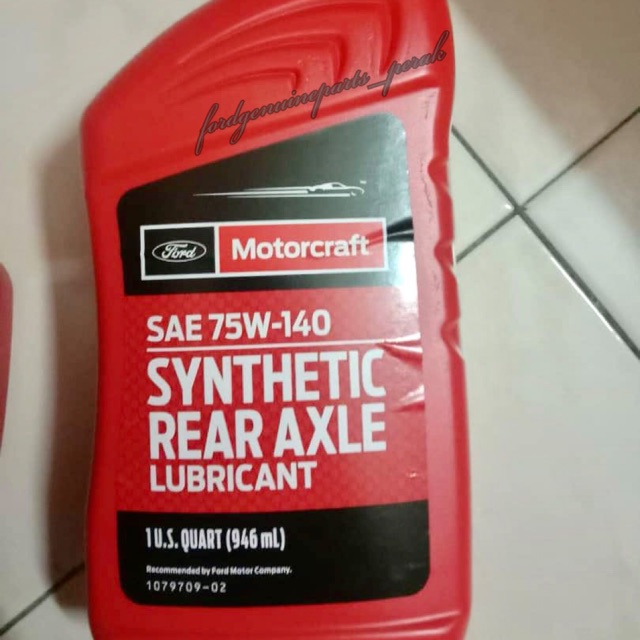 fordgenuineparts_perak
Ford
Motorcraft
SAE 75W-140
SYNTHETIC
REAR AXLE
LUBRICANT
1 U.S. QUART (946 mL)
Recommended by Ford Motor Company.
1079709-02